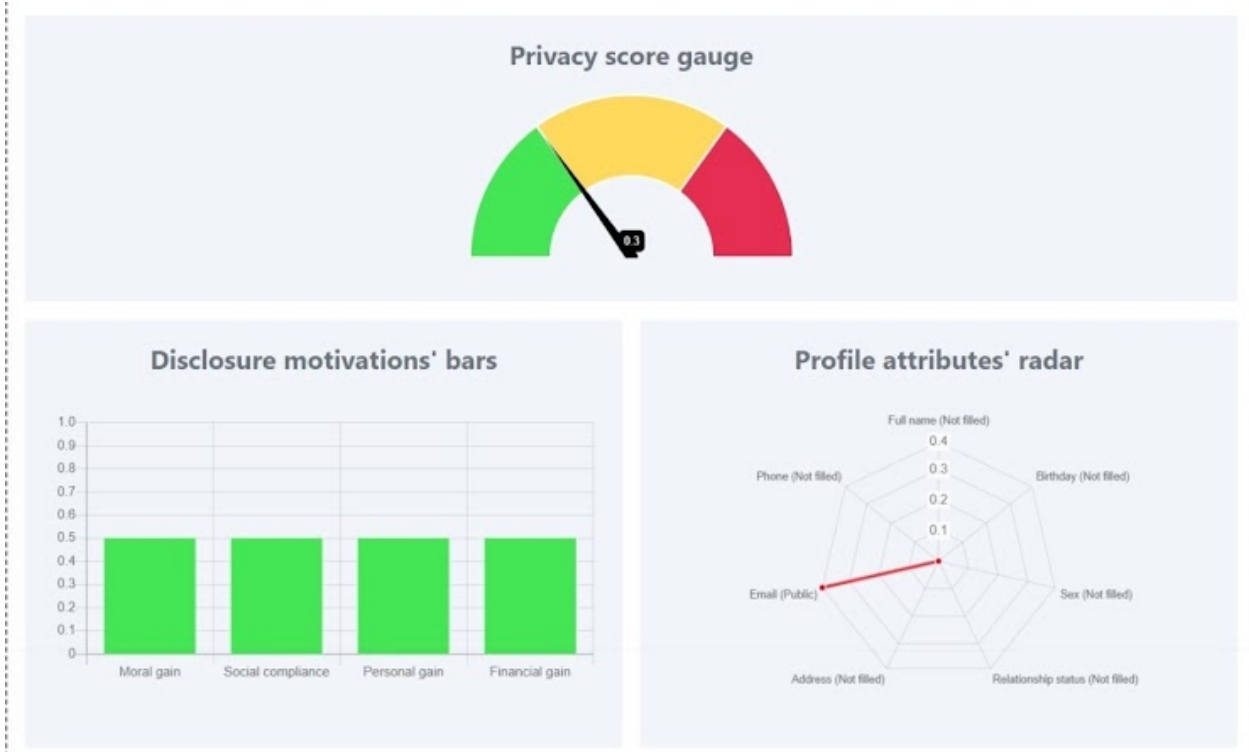 Privacy score gauge
0.3
Disclosure motivations' bars
1.0
0.9
0.8
0.7
0.6
0.5
0.4
0.3
0.2
0.1
0
Moral gain
Social compliance
Personal gain
Financial gain
Profile attributes' radar
Full name (Not filled)
0.4
0.3
0.2
0.1
Phone (Not filled)
Birthday (Not filled)
Email (Public)
Sex (Not filled)
Address (Not filled)
Relationship status (Not filled)